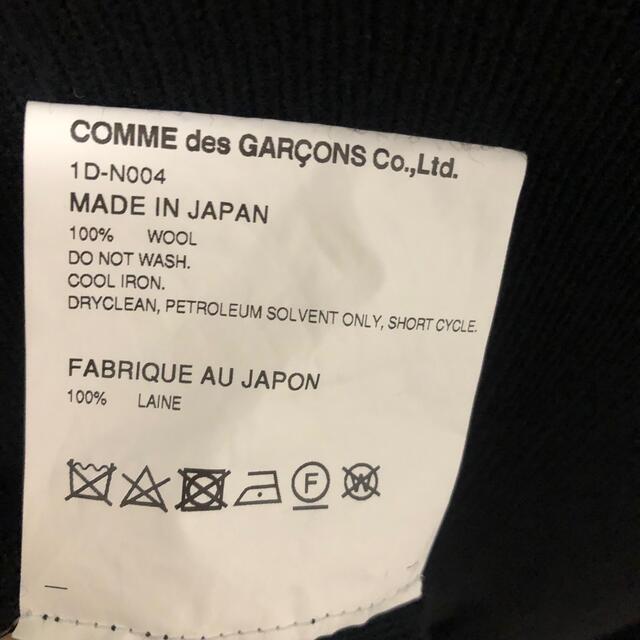 COMME des GARÇONS Co.,Ltd.
1D-N004
MADE IN JAPAN
100% WOOL
DO NOT WASH.
COOL IRON.
DRYCLEAN, PETROLEUM SOLVENT ONLY, SHORT CYCLE.
FABRIQUE AU JAPON
100% LAINE
F W